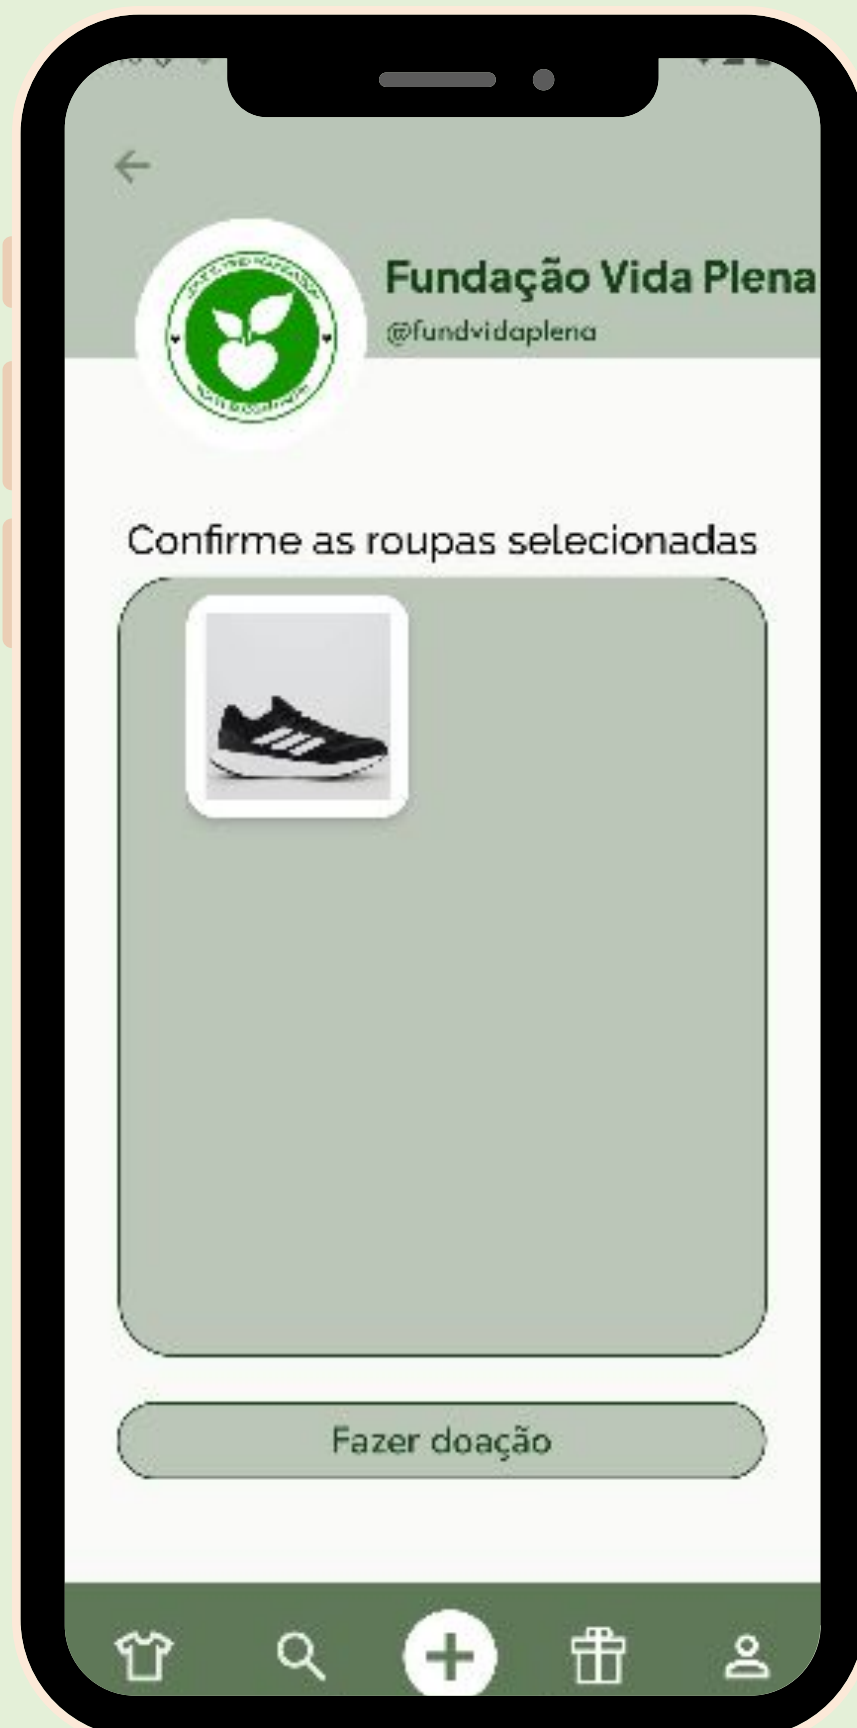 Fundação Vida Plena
@fundvidaplena
Confirme as roupas selecionadas
Fazer doação